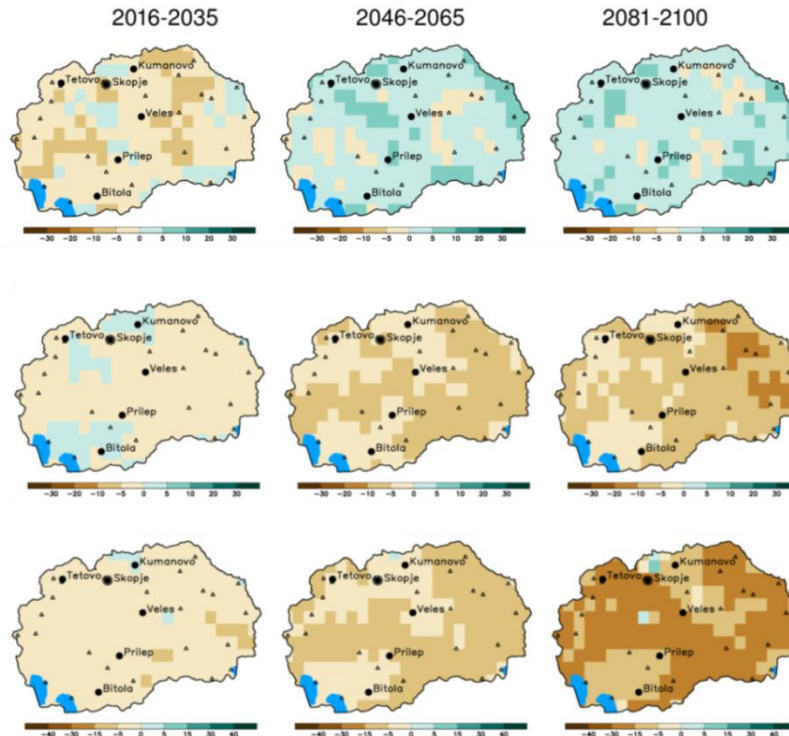 2016-2035 2046-2065 2081-2100
Kumanovo Kumanovo Kumanovo
Tetovo Skopje Tetovo Skopje Tetovo Skopje
Veles Veles Veles
Prilep Prilep Prilep
Bitola Bitola Bitola
-30 -20 -10 -5 0 5 10 20 30 -30 -20 -10 -5 0 5 10 20 30 -30 -20 -10 -5 0 5 10 20 30
Kumanovo Kumanovo Kumanovo
Tetovo Skopje Tetovo Skopje Tetovo Skopje
Veles Veles Veles
Prilep Prilep Prilep
Bitola Bitola Bitola
-30 -20 -10 -5 0 5 10 20 30 -30 -20 -10 -5 0 5 10 20 30 -30 -20 -10 -5 0 5 10 20 30
Kumanovo Kumanovo Kumanovo
Tetovo Skopje Tetovo Skopje Tetovo Skopje
Veles Veles Veles
Prilep Prilep Prilep
Bitola Bitola Bitola
-40 -30 -15 -5 0 5 15 30 40 -40 -30 -15 -5 0 5 15 30 40 -40 -30 -15 -5 0 5 15 30 40